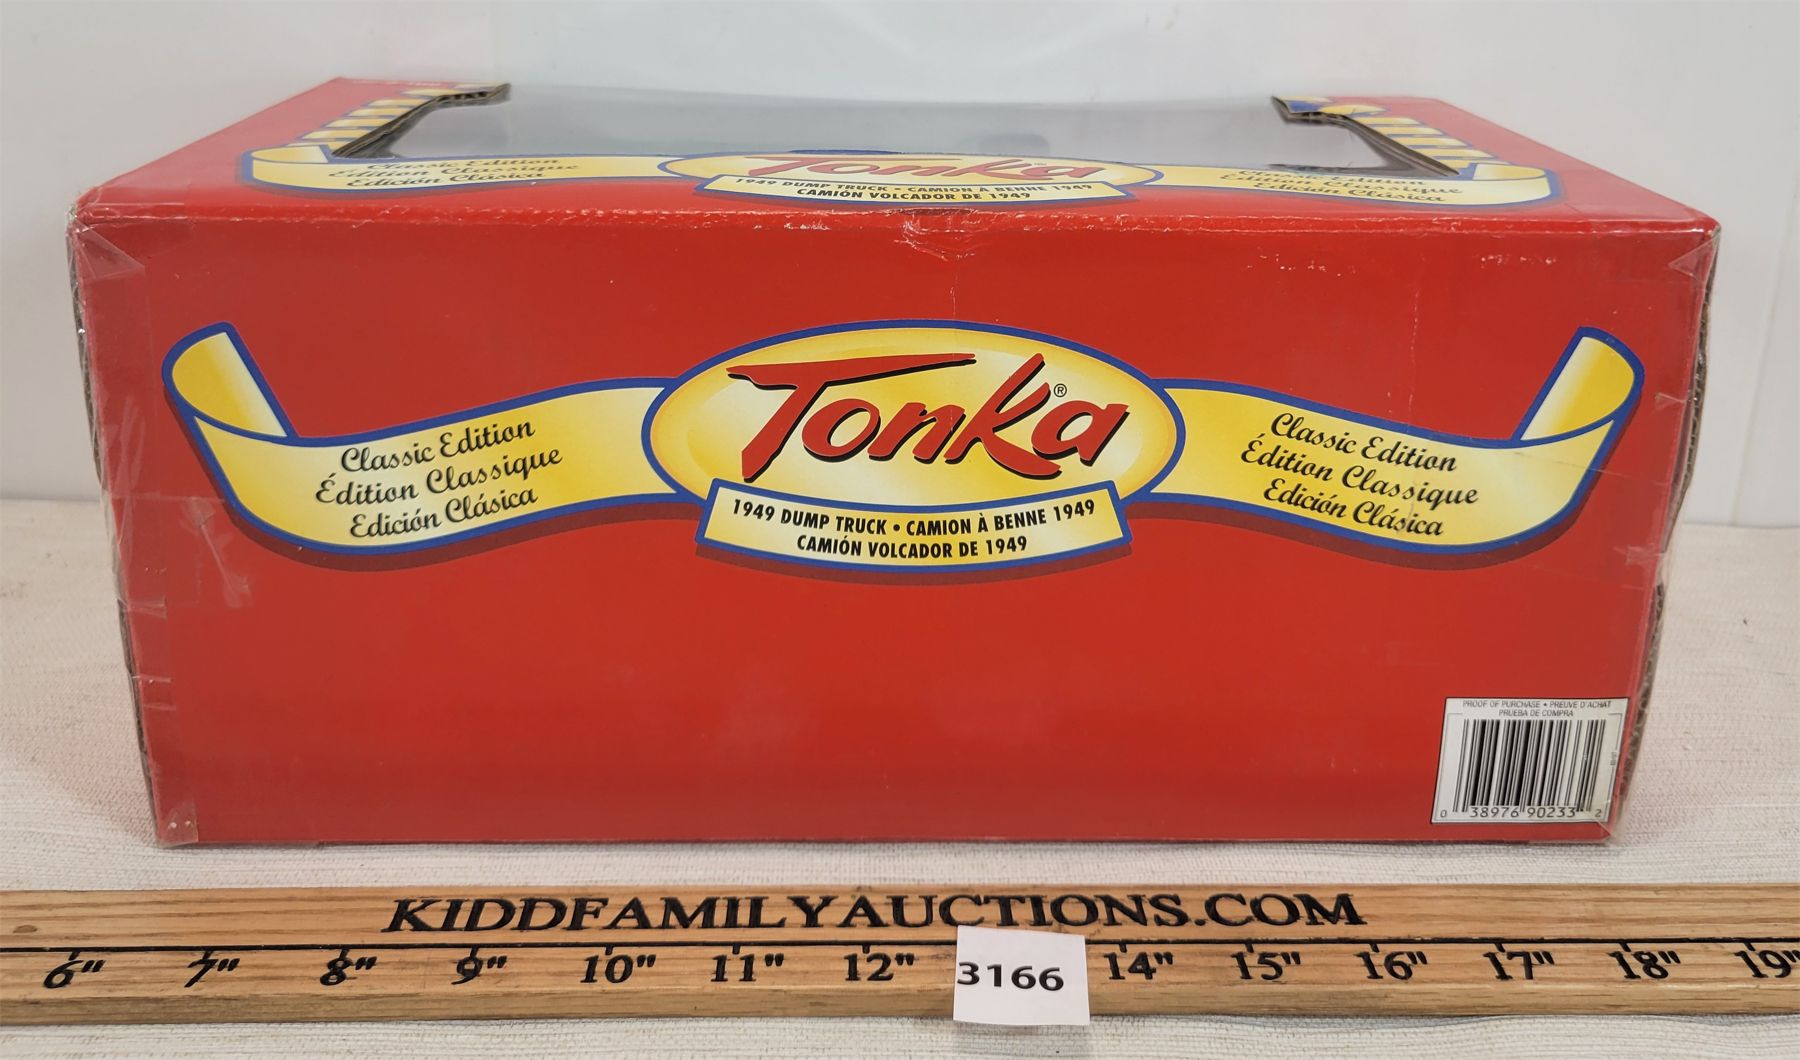 Classic Edition
Édition Classique
Edición Clásica
Tonka
1949 DUMP TRUCK • CAMION À BENNE 1949
CAMIÓN VOLCADOR DE 1949
Classic Edition
Édition Classique
Edición Clásica
Classic Edition
Édition Classique
Edición Clásica
Tonka®
1949 DUMP TRUCK • CAMION À BENNE 1949
CAMIÓN VOLCADOR DE 1949
Classic Edition
Édition Classique
Edición Clásica
PROOF OF PURCHASE • PREUVE D'ACHAT
PRUEBA DE COMPRA
0 38976 90233 2
KIDDFAMILYAUCTIONS.COM
6" 7" 8" 9" 10" 11" 12" 14" 15" 16" 17" 18" 19"
3166